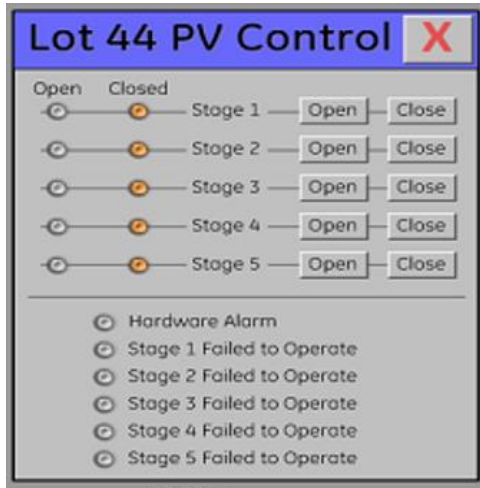 Lot 44 PV Control X
Open Closed
Stage 1 Open Close
Stage 2 Open Close
Stage 3 Open Close
Stage 4 Open Close
Stage 5 Open Close
Hardware Alarm
Stage 1 Failed to Operate
Stage 2 Failed to Operate
Stage 3 Failed to Operate
Stage 4 Failed to Operate
Stage 5 Failed to Operate